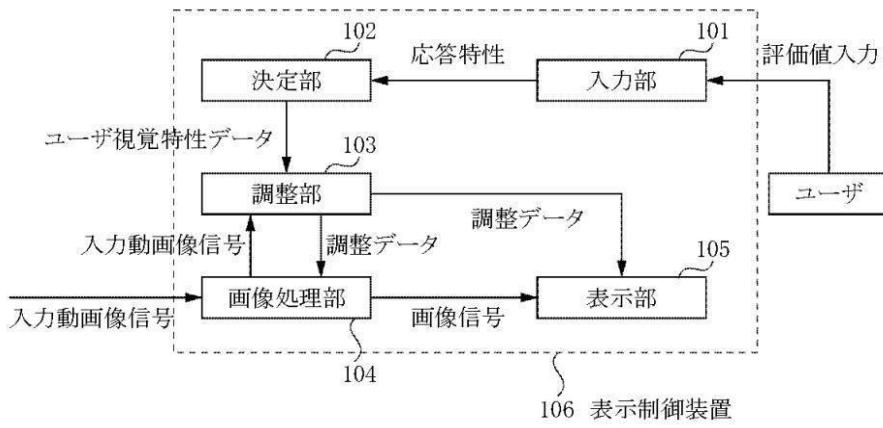 102
101
応答特性
評価値入力
決定部
入力部
ユーザ視覚特性データ
103
調整部
ユーザ
調整データ
入力動画像信号
調整データ
105
画像処理部
表示部
入力動画像信号
画像信号
104
106 表示制御装置